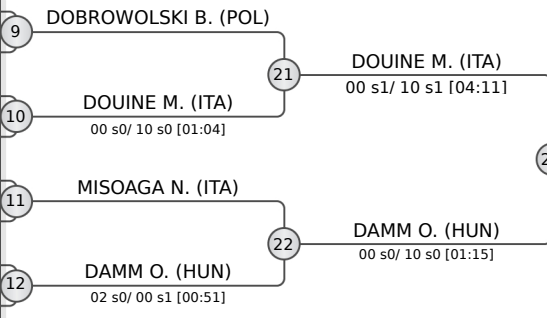 DOBROWOLSKI B. (POL)
9
DOUINE M. (ITA)
21
00 s1/ 10 s1 [04:11]
DOUINE M. (ITA)
10
00 s0/ 10 s0 [01:04]
MISOAGA N. (ITA)
11
DAMM O. (HUN)
22
00 s0/ 10 s0 [01:15]
DAMM O. (HUN)
12
02 s0/ 00 s1 [00:51]